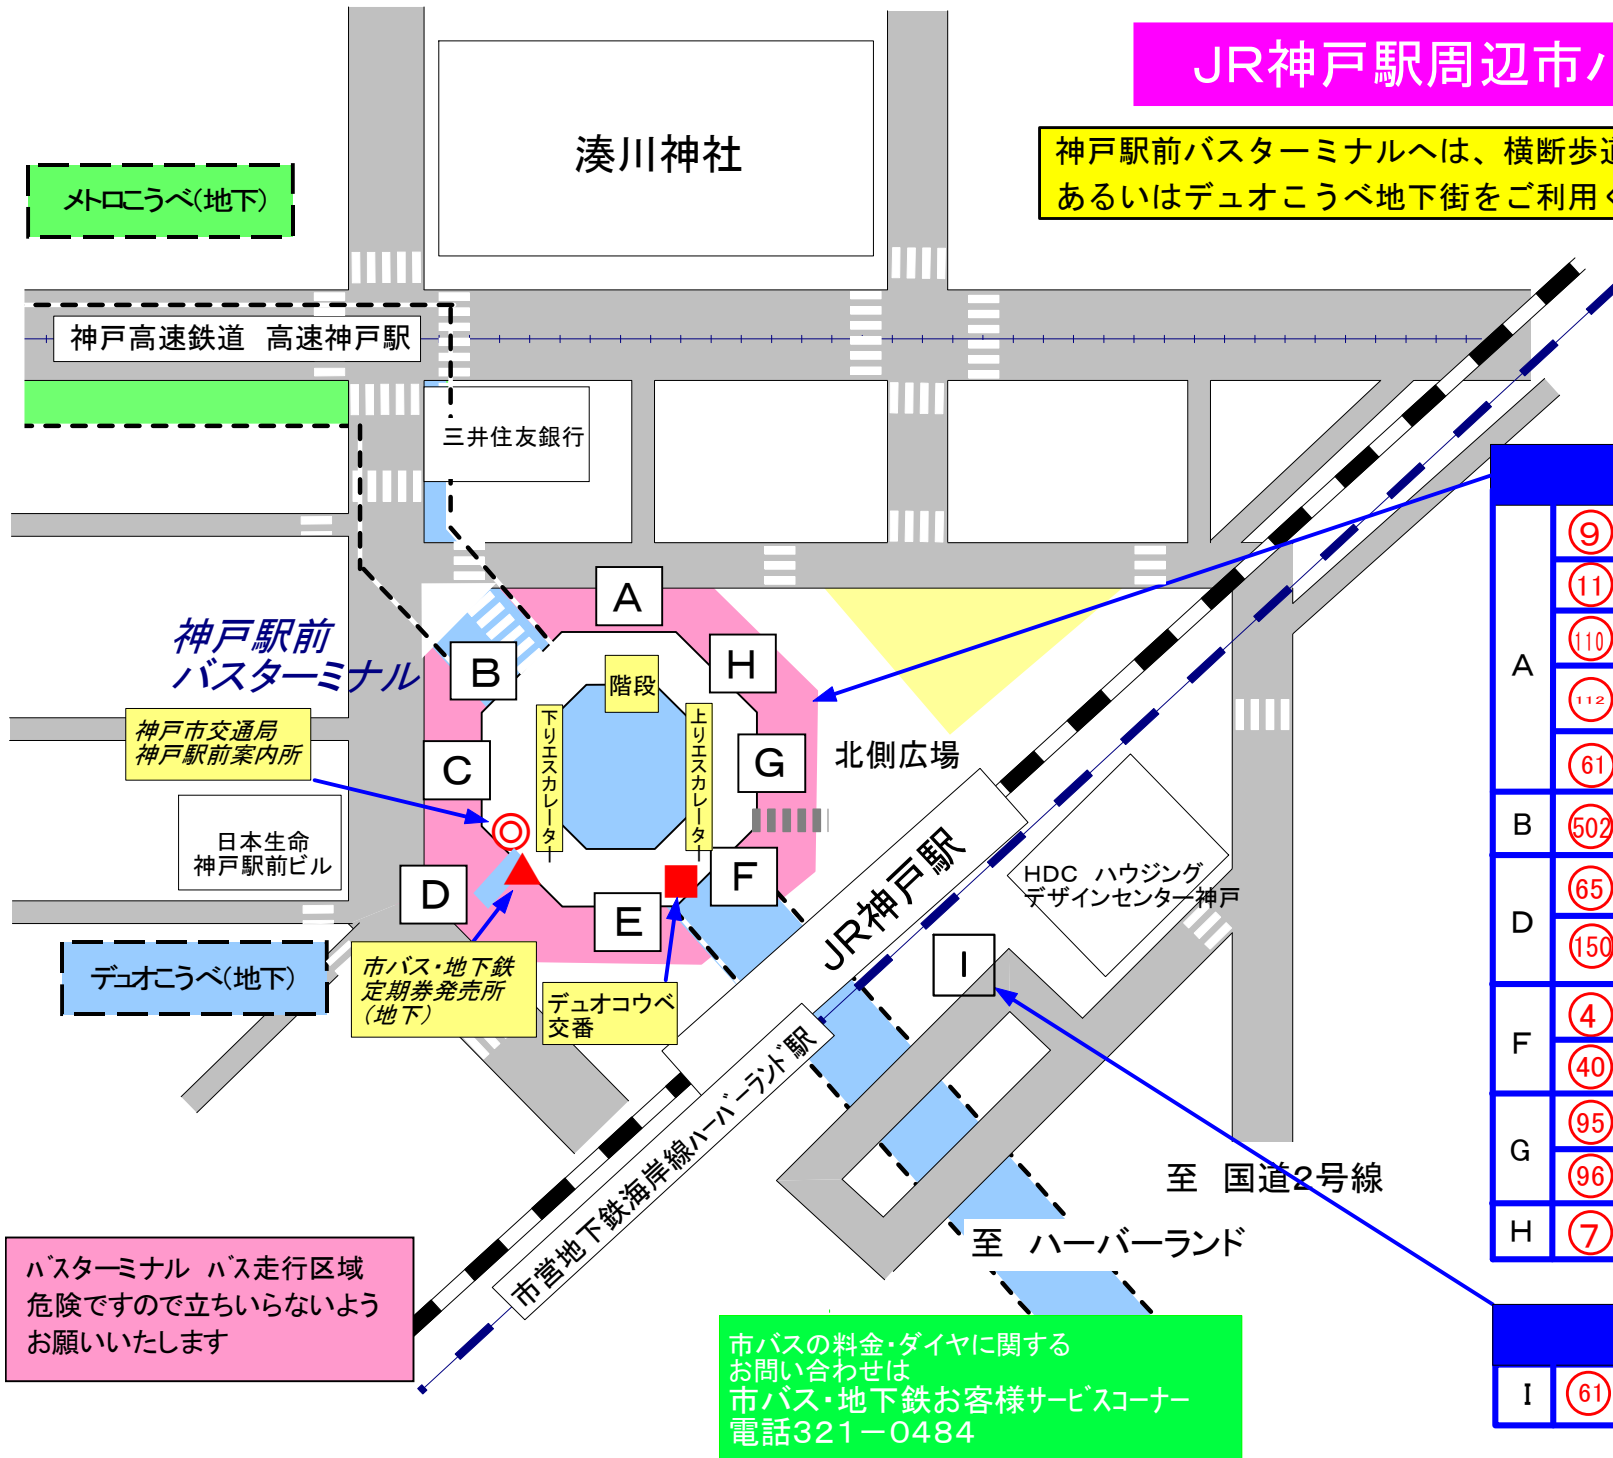 JR神戸駅周辺市バ
神戸駅前バスターミナルへは、横断歩道
あるいはデュオこうべ地下街をご利用く
湊川神社
メトロこうべ(地下)
神戸高速鉄道　高速神戸駅
三井住友銀行
神戸駅前
バスターミナル
A
B
C
D
E
F
G
H
I
階段
下りエスカレーター
上りエスカレーター
北側広場
神戸市交通局
神戸駅前案内所
日本生命
神戸駅前ビル
デュオこうべ(地下)
市バス・地下鉄
定期券発売所
(地下)
デュオコウベ
交番
JR神戸駅
HDC　ハウジング
デザインセンター神戸
市営地下鉄海岸線ハーバーランド駅
至　国道2号線
至　ハーバーランド
バスターミナル　バス走行区域
危険ですので立ちいらないよう
お願いいたします
市バスの料金・ダイヤに関する
お問い合わせは
市バス・地下鉄お客様サービスコーナー
電話321－0484
A
9
11
110
112
61
B
502
D
65
150
F
4
40
G
95
96
H
7
I
61